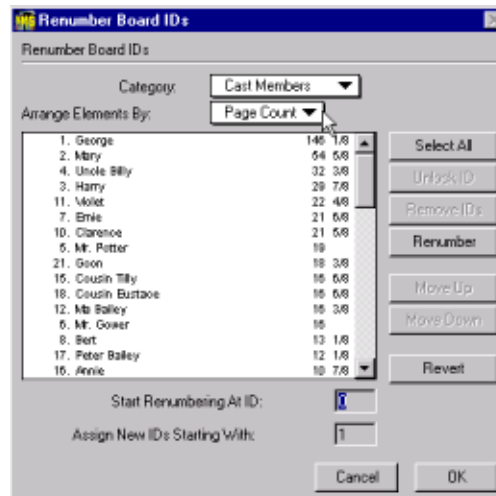 Renumber Board IDs
Renumber Board IDs
Category: Cast Members
Arrange Elements By: Page Count
1. George 146 1/8
2. Mary 64 6/8
4. Uncle Billy 32 3/8
3. Harry 29 7/8
11. Violet 22 4/8
7. Ernie 21 6/8
10. Clarence 21 5/8
5. Mr. Potter 19
21. Goon 18 3/8
15. Cousin Tilly 16 6/8
18. Cousin Eustace 16 6/8
12. Ma Bailey 16 3/8
6. Mr. Gower 16
8. Bert 13 1/8
17. Peter Bailey 12 1/8
16. Annie 10 7/8
Select All
Unlock ID
Remove IDs
Renumber
Move Up
Move Down
Revert
Start Renumbering At ID:
Assign New IDs Starting With: 1
Cancel OK